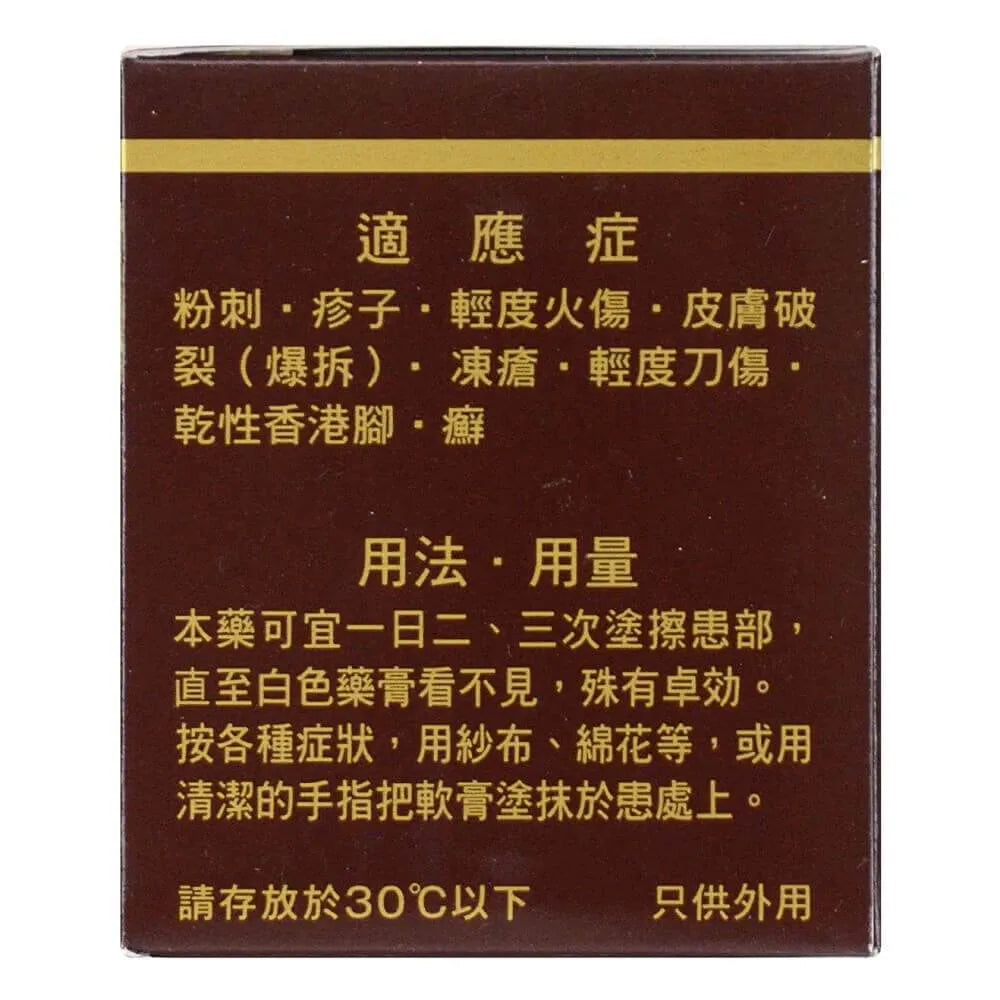 適應症
粉刺・疹子・輕度火傷・皮膚破
裂（爆拆）・凍瘡・輕度刀傷・
乾性香港腳・癬
用法・用量
本藥可宜一日二、三次塗擦患部，
直至白色藥膏看不見，殊有卓効。
按各種症狀，用紗布、綿花等，或用
清潔的手指把軟膏塗抹於患處上。
請存放於30℃以下 只供外用